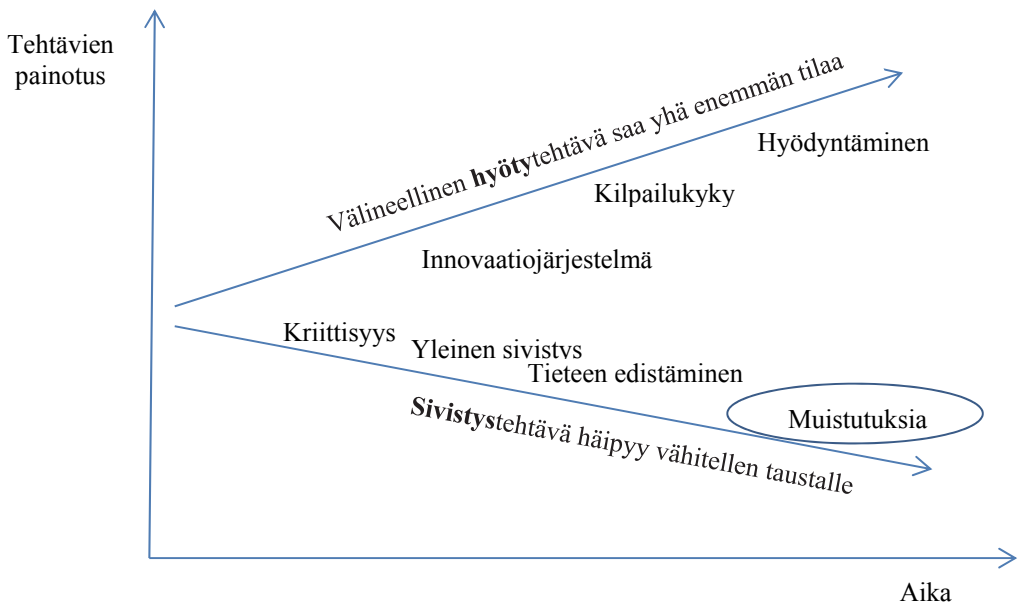 Tehtävien
painotus
Välineellinen hyötytehtävä saa yhä enemmän tilaa
Hyödyntäminen
Kilpailukyky
Innovaatiojärjestelmä
Kriittisyys
Yleinen sivistys
Tieteen edistäminen
Muistutuksia
Sivistystehtävä häipyy vähitellen taustalle
Aika